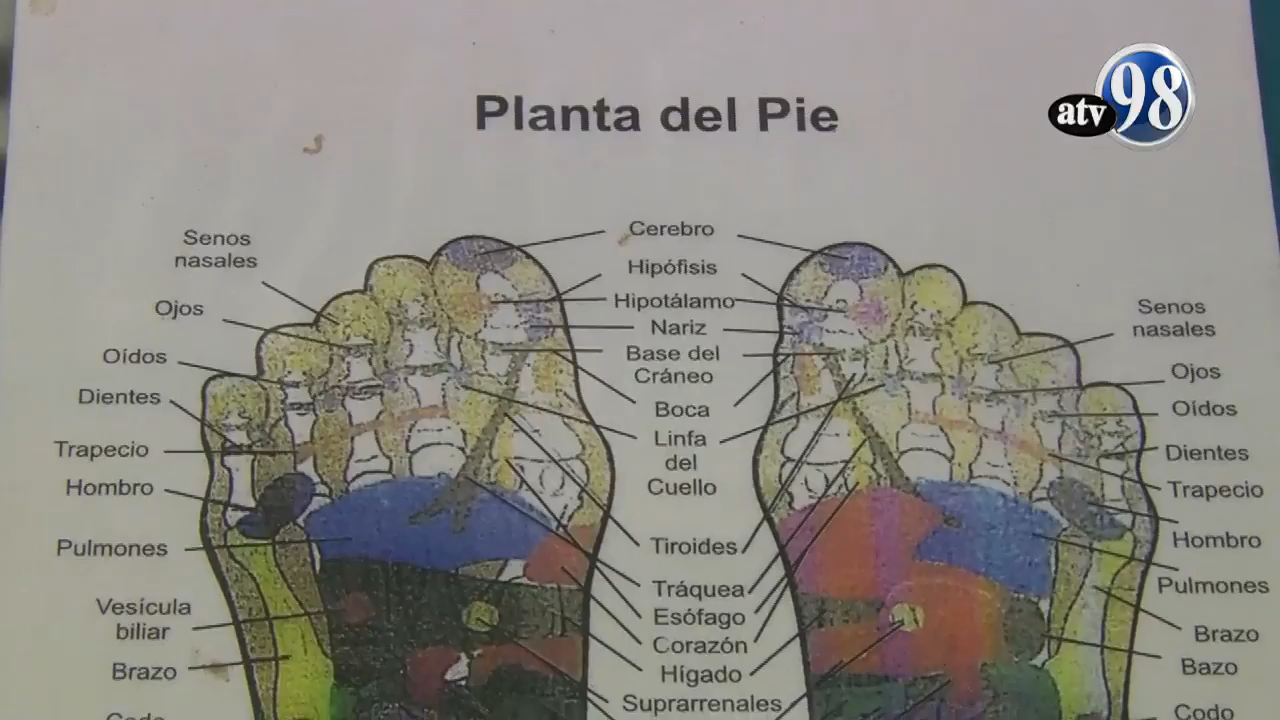 atv 98
Planta del Pie
Senos
nasales
Ojos
Oídos
Dientes
Trapecio
Hombro
Pulmones
Vesícula
biliar
Brazo
Codo
Cerebro
Hipófisis
Hipotálamo
Nariz
Base del
Cráneo
Boca
Linfa
del
Cuello
Tiroides
Tráquea
Esófago
Corazón
Hígado
Suprarrenales
Senos
nasales
Ojos
Oídos
Dientes
Trapecio
Hombro
Pulmones
Brazo
Bazo
Codo